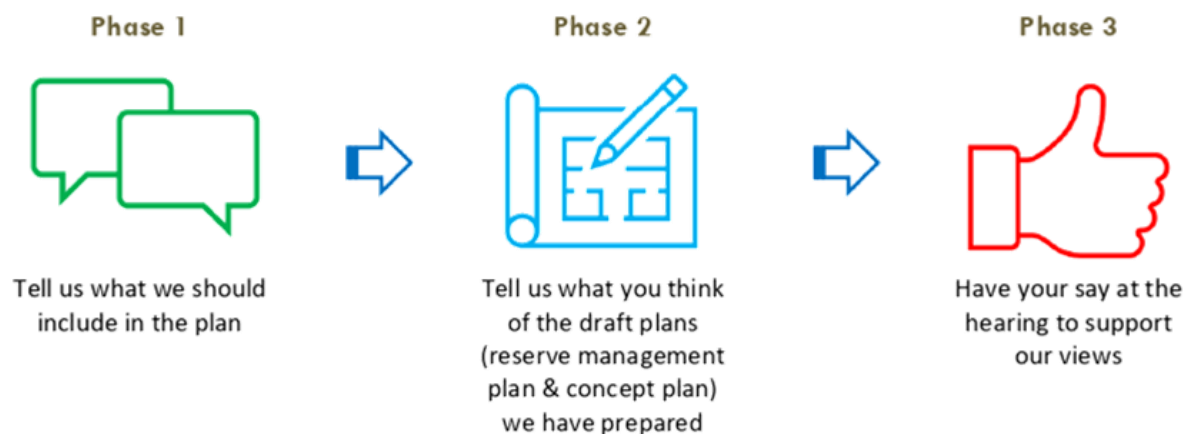 Phase 1
Tell us what we should
include in the plan
Phase 2
Tell us what you think
of the draft plans
(reserve management
plan & concept plan)
we have prepared
Phase 3
Have your say at the
hearing to support
our views